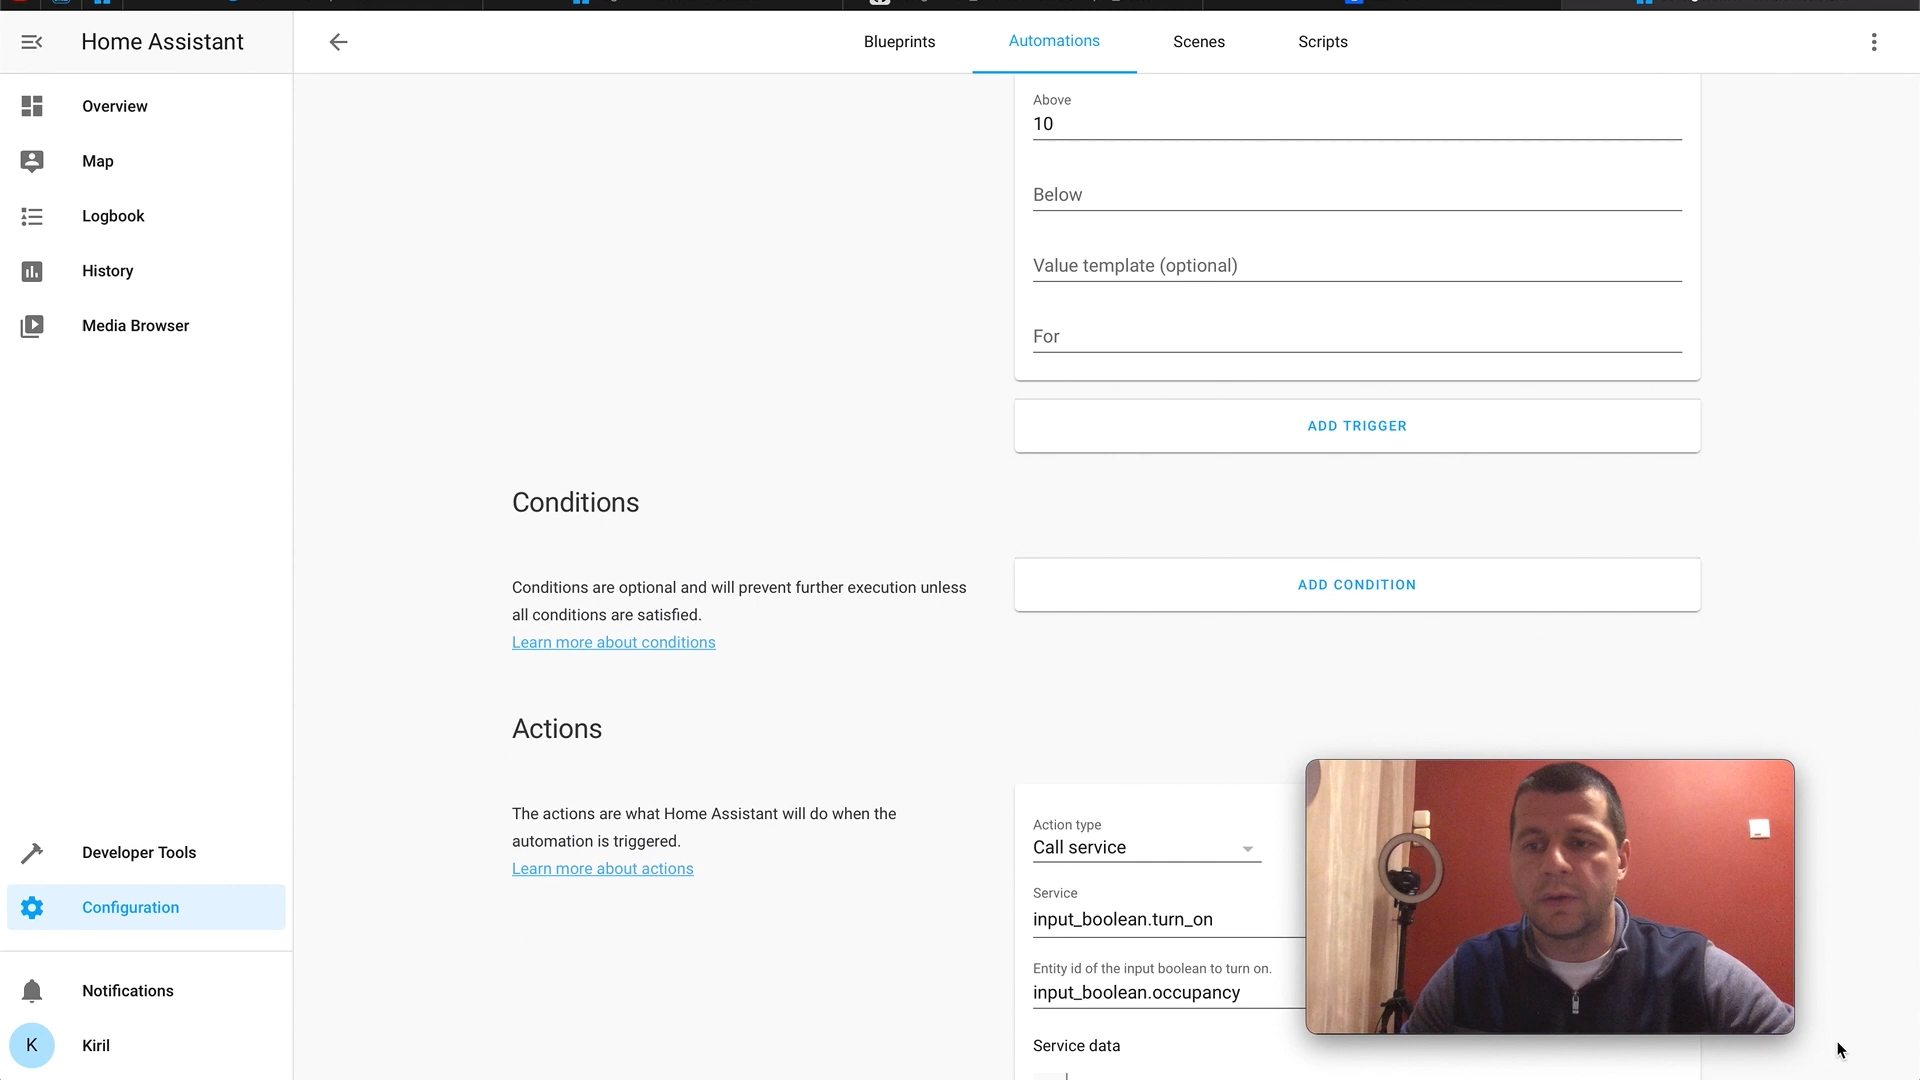 Home Assistant
Blueprints
Automations
Scenes
Scripts
Overview
Map
Logbook
History
Media Browser
Above
10
Below
Value template (optional)
For
ADD TRIGGER
Conditions
Conditions are optional and will prevent further execution unless
all conditions are satisfied.
Learn more about conditions
ADD CONDITION
Actions
The actions are what Home Assistant will do when the
automation is triggered.
Learn more about actions
Action type
Call service
Service
input_boolean.turn_on
Entity id of the input boolean to turn on.
input_boolean.occupancy
Service data
Developer Tools
Configuration
Notifications
K
Kiril